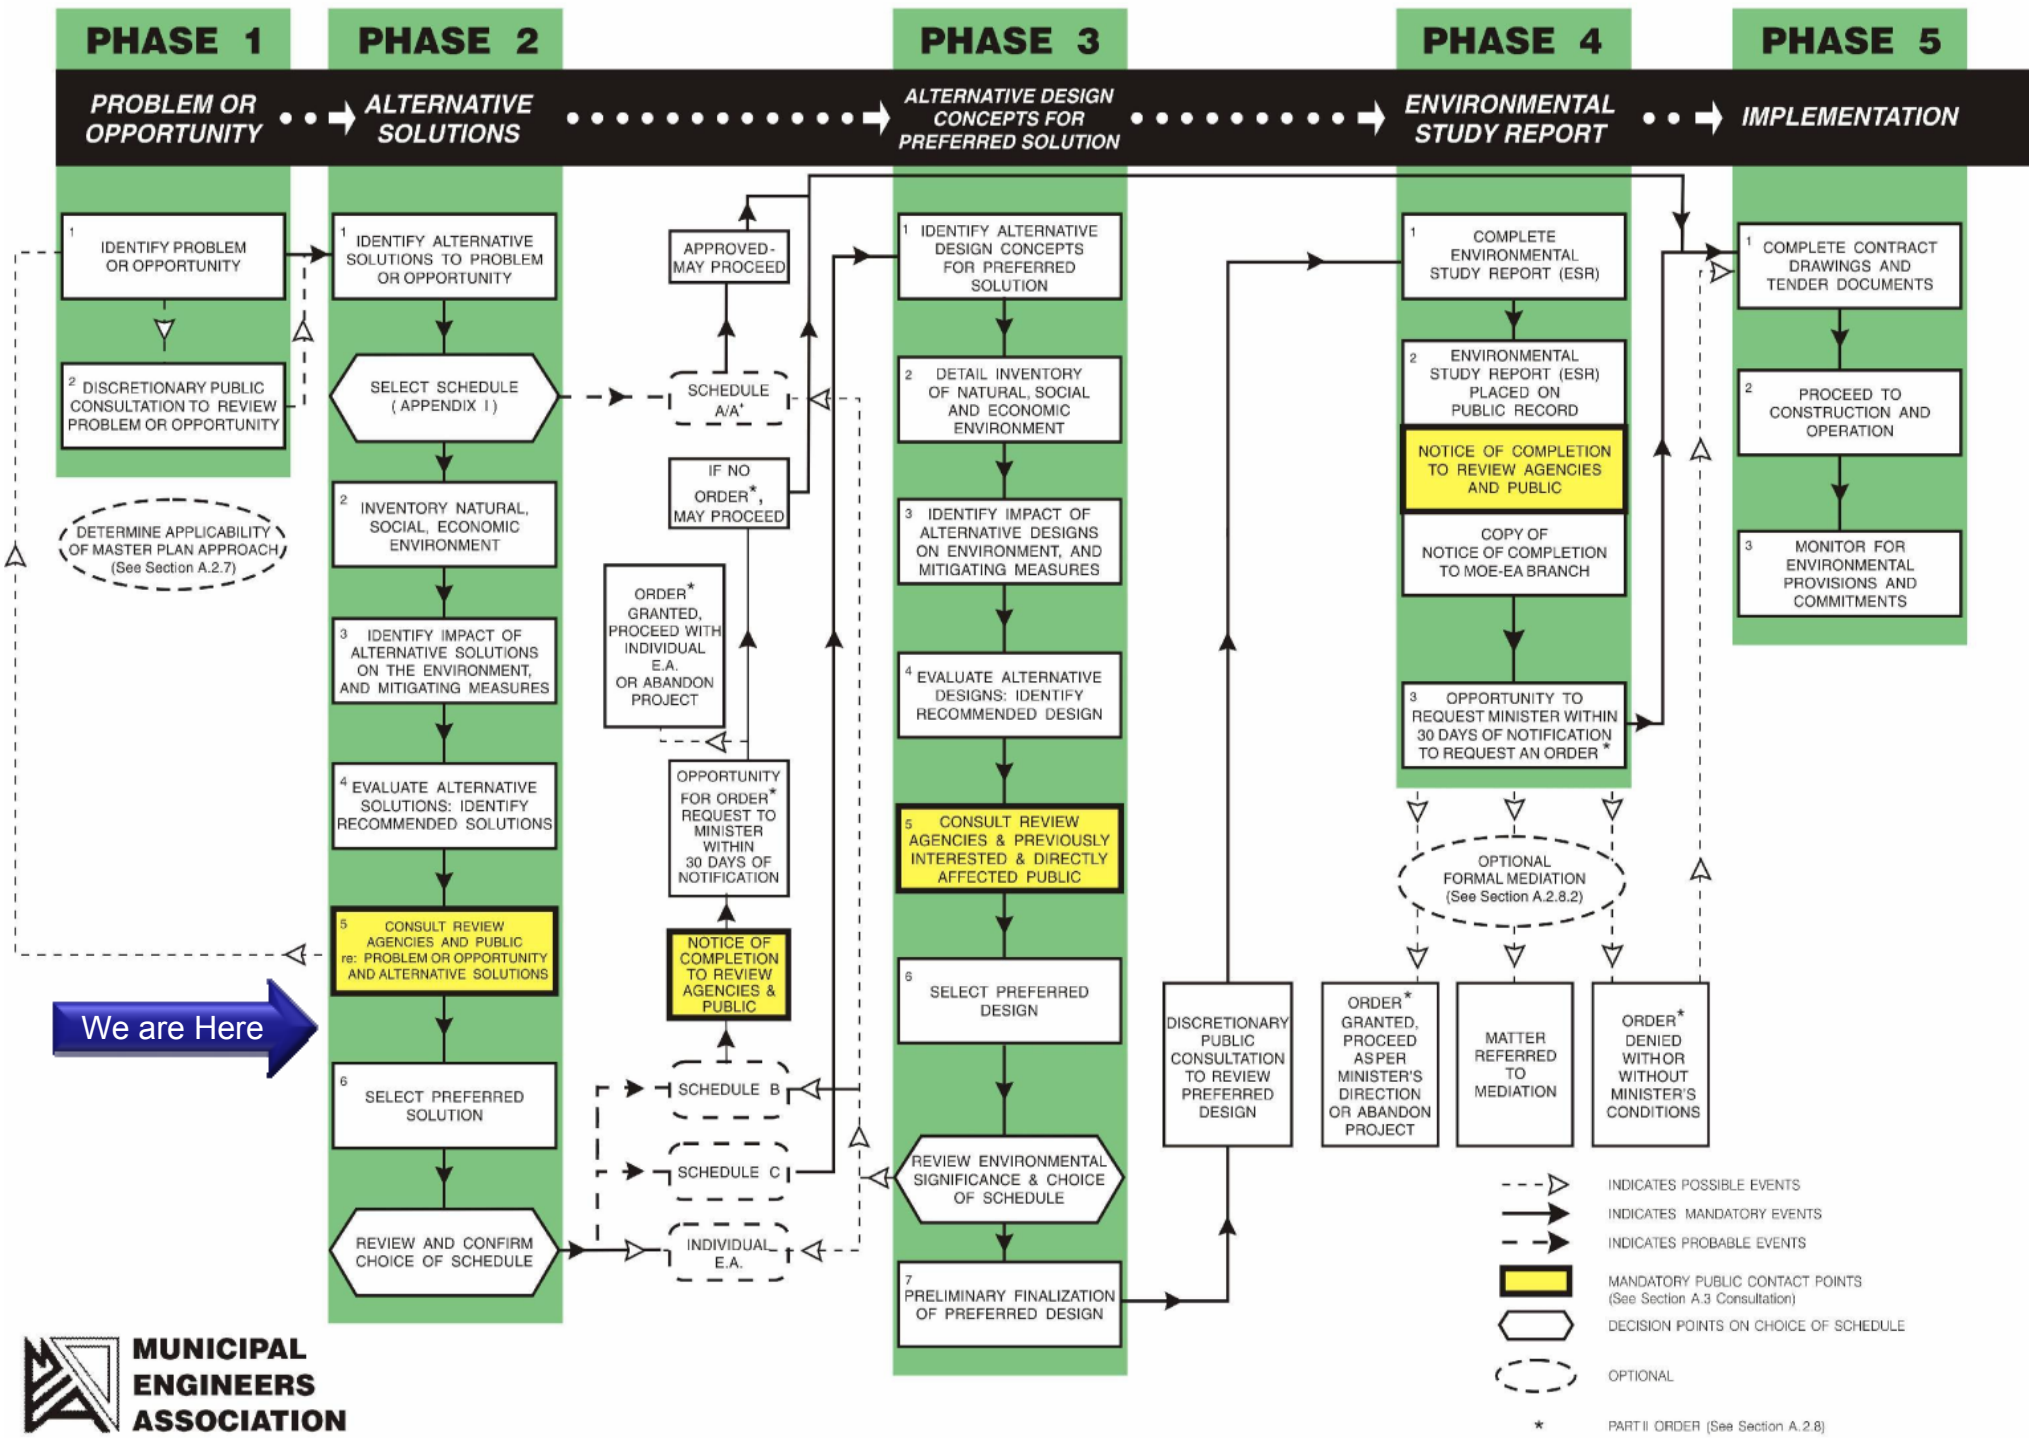 PHASE 1
PROBLEM OR
OPPORTUNITY
1
IDENTIFY PROBLEM
OR OPPORTUNITY
2
DISCRETIONARY PUBLIC
CONSULTATION TO REVIEW
PROBLEM OR OPPORTUNITY
DETERMINE APPLICABILITY
OF MASTER PLAN APPROACH
(See Section A.2.7)
We are Here
PHASE 2
ALTERNATIVE
SOLUTIONS
1
IDENTIFY ALTERNATIVE
SOLUTIONS TO PROBLEM
OR OPPORTUNITY
SELECT SCHEDULE
( APPENDIX I )
2
INVENTORY NATURAL,
SOCIAL, ECONOMIC
ENVIRONMENT
3
IDENTIFY IMPACT OF
ALTERNATIVE SOLUTIONS
ON THE ENVIRONMENT,
AND MITIGATING MEASURES
4
EVALUATE ALTERNATIVE
SOLUTIONS: IDENTIFY
RECOMMENDED SOLUTIONS
5
CONSULT REVIEW
AGENCIES AND PUBLIC
re: PROBLEM OR OPPORTUNITY
AND ALTERNATIVE SOLUTIONS
6
SELECT PREFERRED
SOLUTION
REVIEW AND CONFIRM
CHOICE OF SCHEDULE
APPROVED-
MAY PROCEED
SCHEDULE
A/A+
IF NO
ORDER*,
MAY PROCEED
ORDER*
GRANTED,
PROCEED WITH
INDIVIDUAL
E.A.
OR ABANDON
PROJECT
OPPORTUNITY
FOR ORDER*
REQUEST TO
MINISTER
WITHIN
30 DAYS OF
NOTIFICATION
NOTICE OF
COMPLETION
TO REVIEW
AGENCIES &
PUBLIC
SCHEDULE B
SCHEDULE C
INDIVIDUAL
E.A.
PHASE 3
ALTERNATIVE DESIGN
CONCEPTS FOR
PREFERRED SOLUTION
1
IDENTIFY ALTERNATIVE
DESIGN CONCEPTS
FOR PREFERRED
SOLUTION
2
DETAIL INVENTORY
OF NATURAL, SOCIAL
AND ECONOMIC
ENVIRONMENT
3
IDENTIFY IMPACT OF
ALTERNATIVE DESIGNS
ON ENVIRONMENT, AND
MITIGATING MEASURES
4
EVALUATE ALTERNATIVE
DESIGNS: IDENTIFY
RECOMMENDED DESIGN
5
CONSULT REVIEW
AGENCIES & PREVIOUSLY
INTERESTED & DIRECTLY
AFFECTED PUBLIC
6
SELECT PREFERRED
DESIGN
REVIEW ENVIRONMENTAL
SIGNIFICANCE & CHOICE
OF SCHEDULE
7
PRELIMINARY FINALIZATION
OF PREFERRED DESIGN
DISCRETIONARY
PUBLIC
CONSULTATION
TO REVIEW
PREFERRED
DESIGN
PHASE 4
ENVIRONMENTAL
STUDY REPORT
1
COMPLETE
ENVIRONMENTAL
STUDY REPORT (ESR)
2
ENVIRONMENTAL
STUDY REPORT (ESR)
PLACED ON
PUBLIC RECORD
NOTICE OF COMPLETION
TO REVIEW AGENCIES
AND PUBLIC
COPY OF
NOTICE OF COMPLETION
TO MOE-EA BRANCH
3
OPPORTUNITY TO
REQUEST MINISTER WITHIN
30 DAYS OF NOTIFICATION
TO REQUEST AN ORDER*
OPTIONAL
FORMAL MEDIATION
(See Section A.2.8.2)
ORDER*
GRANTED,
PROCEED
AS PER
MINISTER'S
DIRECTION
OR ABANDON
PROJECT
MATTER
REFERRED
TO
MEDIATION
ORDER*
DENIED
WITH OR
WITHOUT
MINISTER'S
CONDITIONS
PHASE 5
IMPLEMENTATION
1
COMPLETE CONTRACT
DRAWINGS AND
TENDER DOCUMENTS
2
PROCEED TO
CONSTRUCTION AND
OPERATION
3
MONITOR FOR
ENVIRONMENTAL
PROVISIONS AND
COMMITMENTS
INDICATES POSSIBLE EVENTS
INDICATES MANDATORY EVENTS
INDICATES PROBABLE EVENTS
MANDATORY PUBLIC CONTACT POINTS
(See Section A.3 Consultation)
DECISION POINTS ON CHOICE OF SCHEDULE
OPTIONAL
* PART II ORDER (See Section A.2.8)
MUNICIPAL
ENGINEERS
ASSOCIATION